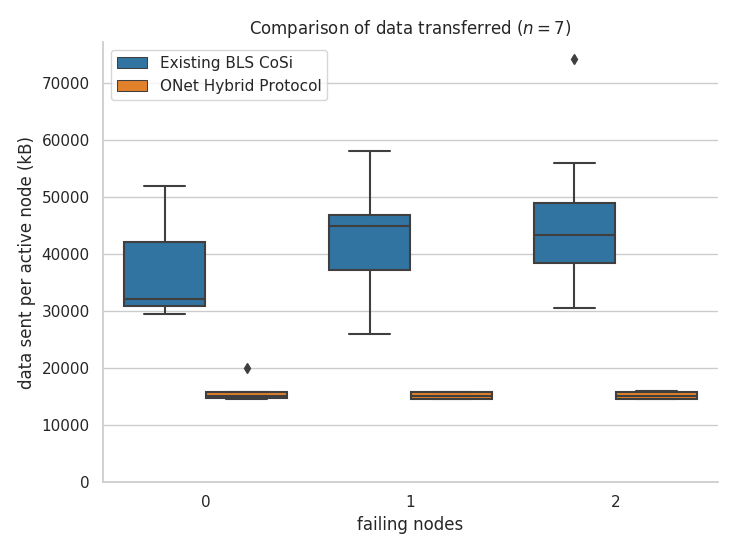 Comparison of data transferred (n = 7)
Existing BLS CoSi
ONet Hybrid Protocol
data sent per active node (kB)
70000
60000
50000
40000
30000
20000
10000
0
0 1 2
failing nodes